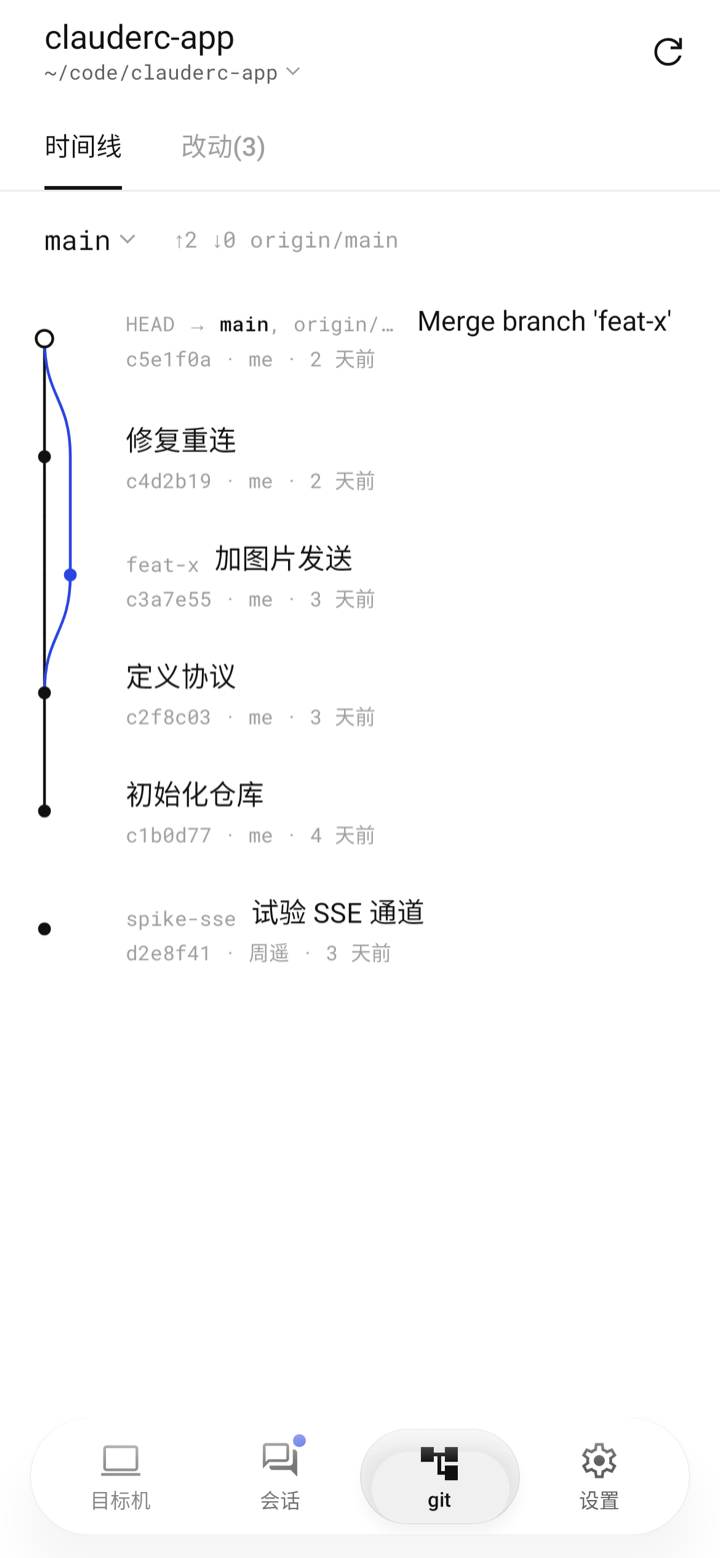 clauderc-app
~/code/clauderc-app
时间线 改动(3)
main ↑2 ↓0 origin/main
HEAD → main, origin/… Merge branch 'feat-x'
c5e1f0a · me · 2 天前
修复重连
c4d2b19 · me · 2 天前
feat-x 加图片发送
c3a7e55 · me · 3 天前
定义协议
c2f8c03 · me · 3 天前
初始化仓库
c1b0d77 · me · 4 天前
spike-sse 试验 SSE 通道
d2e8f41 · 周遥 · 3 天前
目标机 会话 git 设置